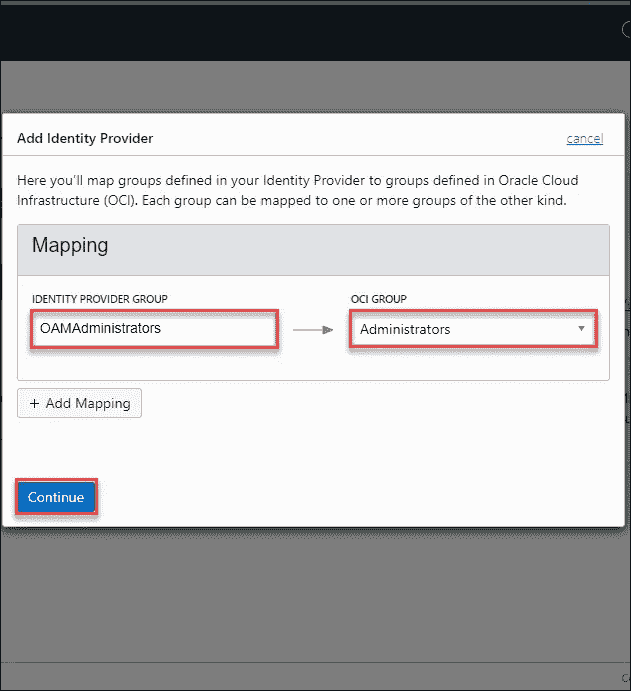 Add Identity Provider
cancel
Here you'll map groups defined in your Identity Provider to groups defined in Oracle Cloud
Infrastructure (OCI). Each group can be mapped to one or more groups of the other kind.
Mapping
IDENTITY PROVIDER GROUP
OCI GROUP
OAMAdministrators
Administrators
+ Add Mapping
Continue